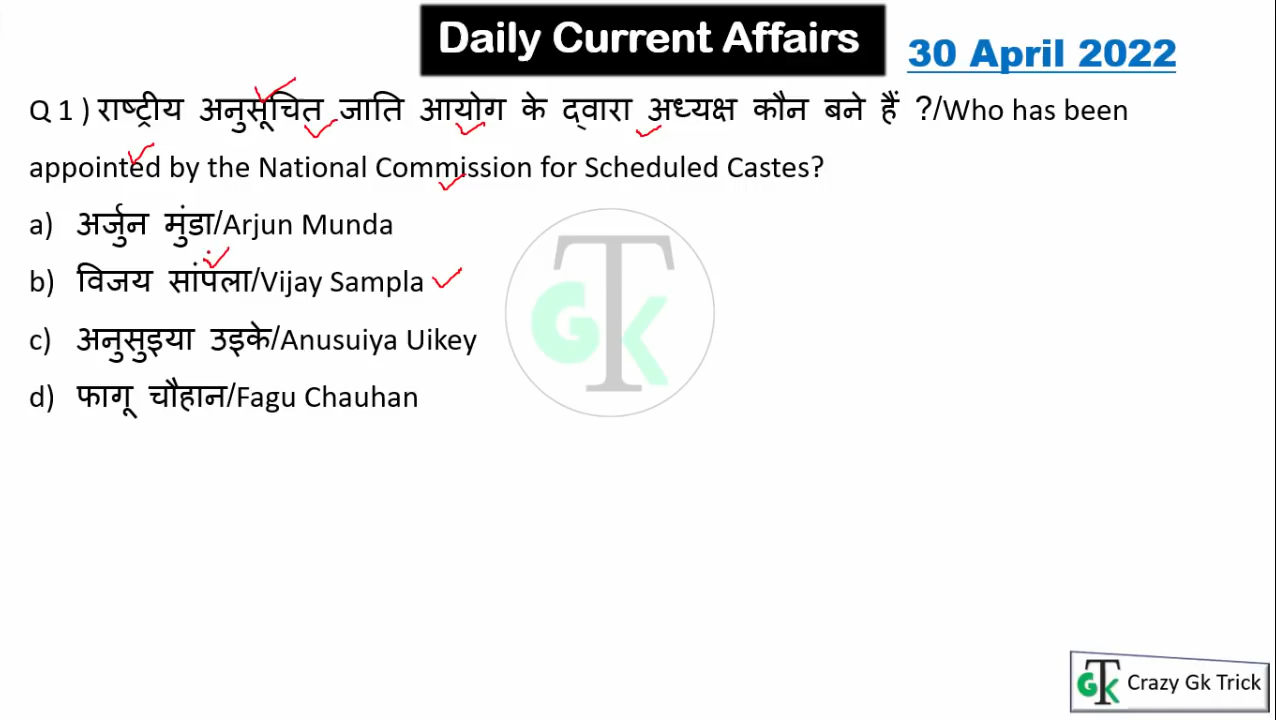 Daily Current Affairs
30 April 2022
Q 1 ) राष्ट्रीय अनुसूचित जाति आयोग के द्वारा अध्यक्ष कौन बने हैं ?/Who has been
appointed by the National Commission for Scheduled Castes?
a) अर्जुन मुंडा/Arjun Munda
b) विजय सांपला/Vijay Sampla
c) अनुसुइया उइके/Anusuiya Uikey
d) फागू चौहान/Fagu Chauhan
GTK
GTK Crazy Gk Trick